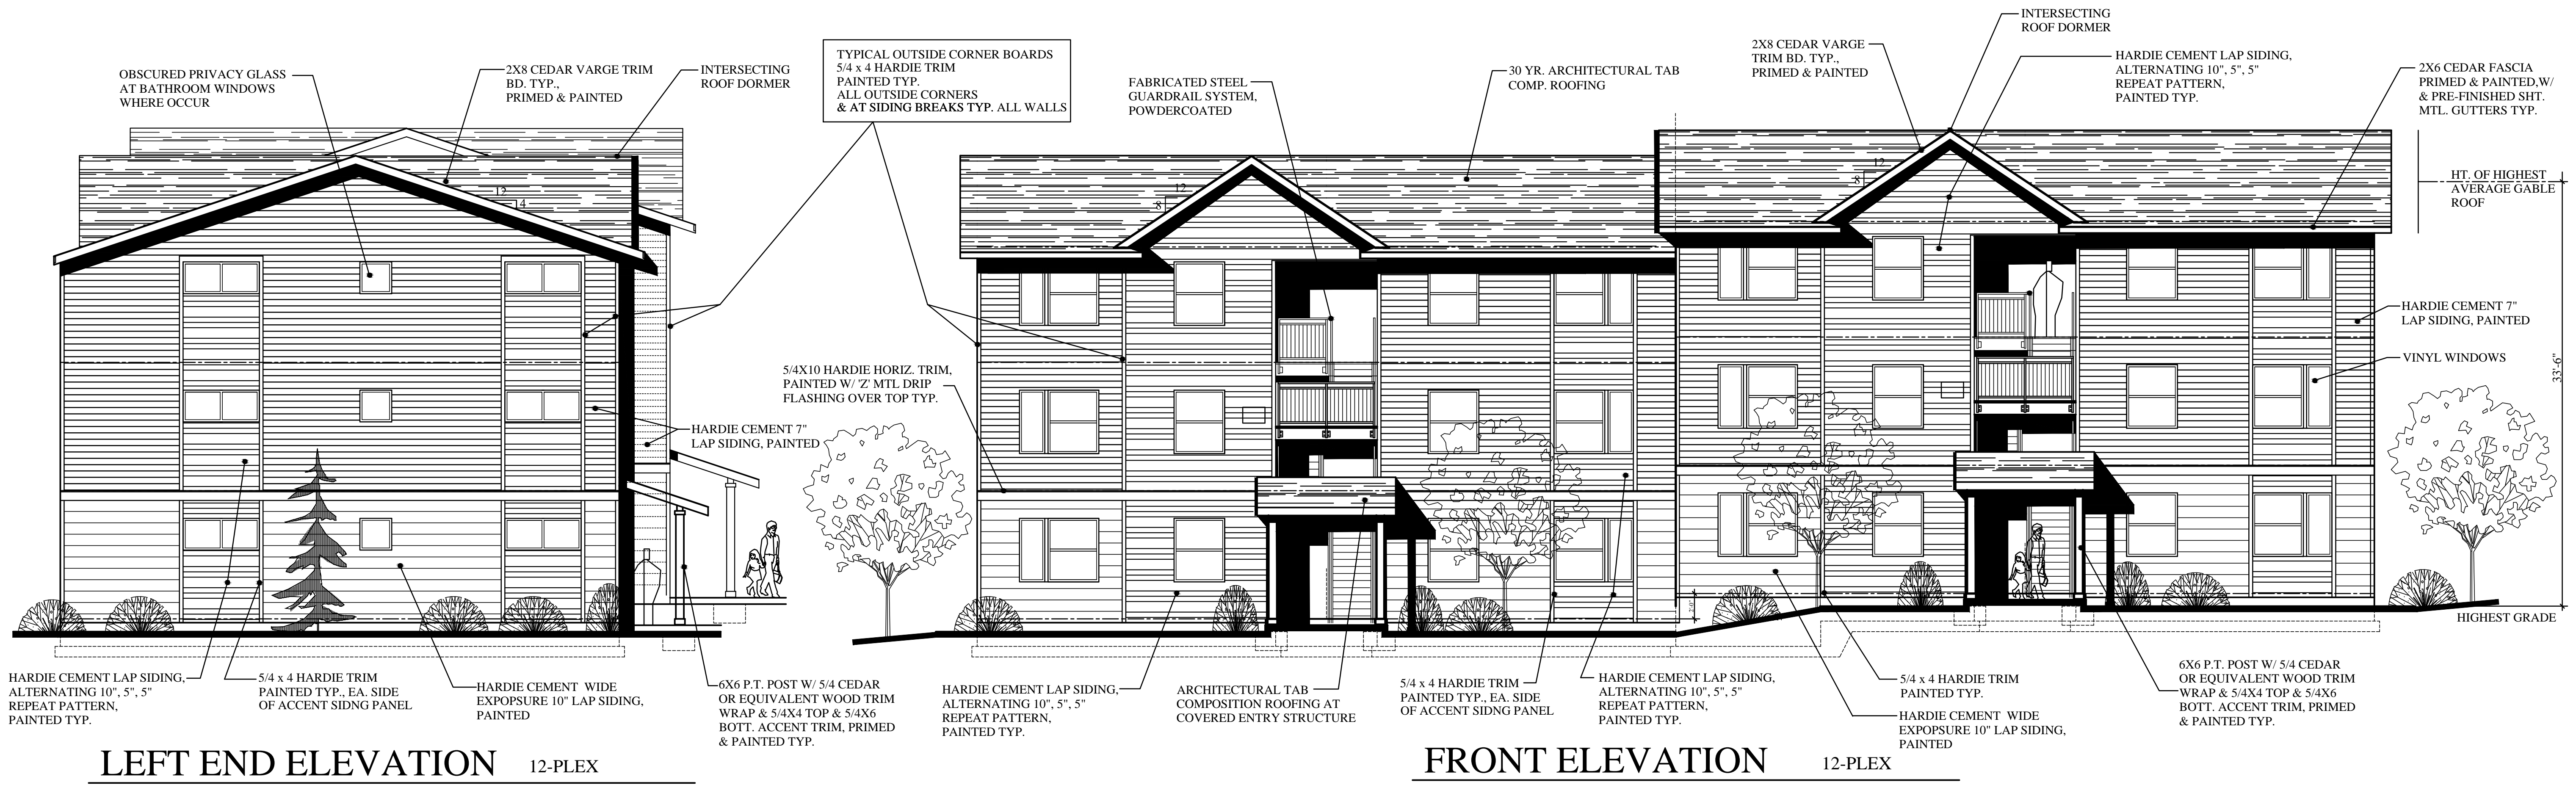 OBSCURED PRIVACY GLASS
AT BATHROOM WINDOWS
WHERE OCCUR
2X8 CEDAR VARGE TRIM
BD. TYP.,
PRIMED & PAINTED
INTERSECTING
ROOF DORMER
TYPICAL OUTSIDE CORNER BOARDS
5/4 x 4 HARDIE TRIM
PAINTED TYP.
ALL OUTSIDE CORNERS
& AT SIDING BREAKS TYP. ALL WALLS
FABRICATED STEEL
GUARDRAIL SYSTEM,
POWDERCOATED
30 YR. ARCHITECTURAL TAB
COMP. ROOFING
2X8 CEDAR VARGE
TRIM BD. TYP.,
PRIMED & PAINTED
INTERSECTING
ROOF DORMER
HARDIE CEMENT LAP SIDING,
ALTERNATING 10", 5", 5"
REPEAT PATTERN,
PAINTED TYP.
2X6 CEDAR FASCIA
PRIMED & PAINTED,W/
& PRE-FINISHED SHT.
MTL. GUTTERS TYP.
HT. OF HIGHEST
AVERAGE GABLE
ROOF
12
4
12
8
12
8
HARDIE CEMENT 7"
LAP SIDING, PAINTED
VINYL WINDOWS
33'-6"
5/4X10 HARDIE HORIZ. TRIM,
PAINTED W/ 'Z' MTL DRIP
FLASHING OVER TOP TYP.
HARDIE CEMENT 7"
LAP SIDING, PAINTED
HIGHEST GRADE
HARDIE CEMENT LAP SIDING,
ALTERNATING 10", 5", 5"
REPEAT PATTERN,
PAINTED TYP.
5/4 x 4 HARDIE TRIM
PAINTED TYP., EA. SIDE
OF ACCENT SIDNG PANEL
HARDIE CEMENT WIDE
EXPOPSURE 10" LAP SIDING,
PAINTED
6X6 P.T. POST W/ 5/4 CEDAR
OR EQUIVALENT WOOD TRIM
WRAP & 5/4X4 TOP & 5/4X6
BOTT. ACCENT TRIM, PRIMED
& PAINTED TYP.
HARDIE CEMENT LAP SIDING,
ALTERNATING 10", 5", 5"
REPEAT PATTERN,
PAINTED TYP.
ARCHITECTURAL TAB
COMPOSITION ROOFING AT
COVERED ENTRY STRUCTURE
5/4 x 4 HARDIE TRIM
PAINTED TYP., EA. SIDE
OF ACCENT SIDNG PANEL
HARDIE CEMENT LAP SIDING,
ALTERNATING 10", 5", 5"
REPEAT PATTERN,
PAINTED TYP.
5/4 x 4 HARDIE TRIM
PAINTED TYP.
HARDIE CEMENT WIDE
EXPOPSURE 10" LAP SIDING,
PAINTED
6X6 P.T. POST W/ 5/4 CEDAR
OR EQUIVALENT WOOD TRIM
WRAP & 5/4X4 TOP & 5/4X6
BOTT. ACCENT TRIM, PRIMED
& PAINTED TYP.
LEFT END ELEVATION 12-PLEX
FRONT ELEVATION 12-PLEX